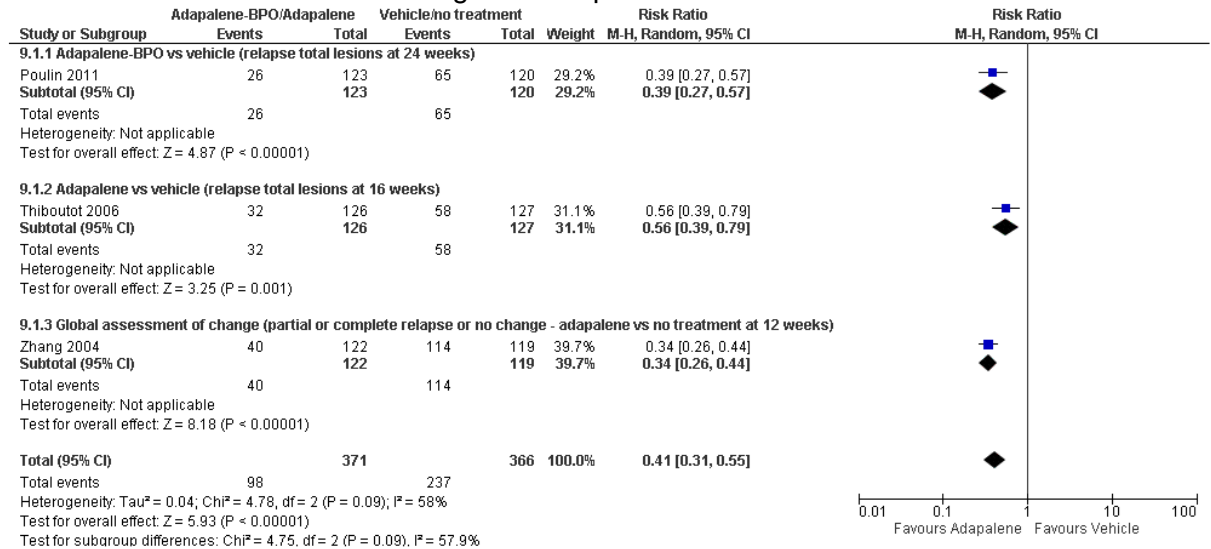 Adapalene-BPO/Adapalene Vehicle/no treatment Risk Ratio Risk Ratio
Study or Subgroup Events Total Events Total Weight M-H, Random, 95% CI M-H, Random, 95% CI
9.1.1 Adapalene-BPO vs vehicle (relapse total lesions at 24 weeks)
Poulin 2011 26 123 65 120 29.2% 0.39 [0.27, 0.57]
Subtotal (95% CI) 123 120 29.2% 0.39 [0.27, 0.57]
Total events 26 65
Heterogeneity: Not applicable
Test for overall effect: Z = 4.87 (P < 0.00001)
9.1.2 Adapalene vs vehicle (relapse total lesions at 16 weeks)
Thiboutot 2006 32 126 58 127 31.1% 0.56 [0.39, 0.79]
Subtotal (95% CI) 126 127 31.1% 0.56 [0.39, 0.79]
Total events 32 58
Heterogeneity: Not applicable
Test for overall effect: Z = 3.25 (P = 0.001)
9.1.3 Global assessment of change (partial or complete relapse or no change - adapalene vs no treatment at 12 weeks)
Zhang 2004 40 122 114 119 39.7% 0.34 [0.26, 0.44]
Subtotal (95% CI) 122 119 39.7% 0.34 [0.26, 0.44]
Total events 40 114
Heterogeneity: Not applicable
Test for overall effect: Z = 8.18 (P < 0.00001)
Total (95% CI) 371 366 100.0% 0.41 [0.31, 0.55]
Total events 98 237
Heterogeneity: Tau² = 0.04; Chi² = 4.78, df = 2 (P = 0.09); I² = 58%
Test for overall effect: Z = 5.93 (P < 0.00001)
Test for subgroup differences: Chi² = 4.75, df = 2 (P = 0.09), I² = 57.9%
0.01 0.1 1 10 100
Favours Adapalene Favours Vehicle